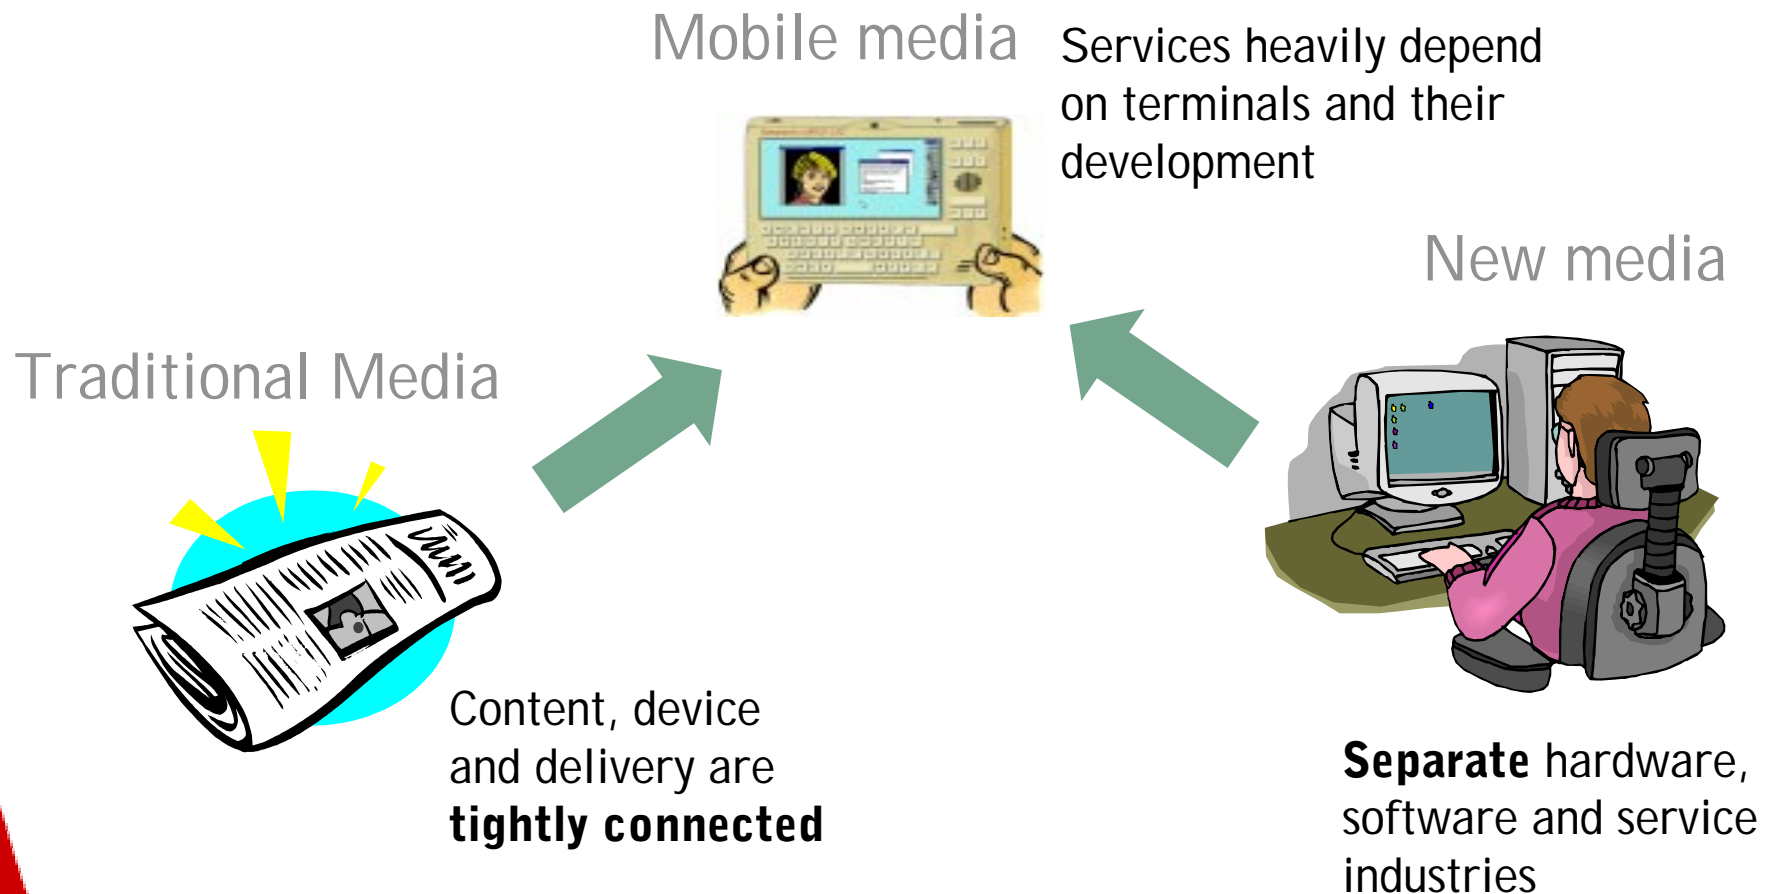 Mobile media
Services heavily depend
on terminals and their
development
New media
Traditional Media
Content, device
and delivery are
tightly connected
Separate hardware,
software and service
industries